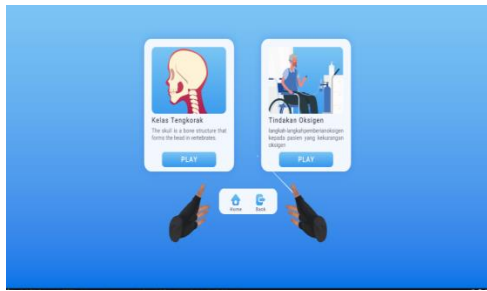 Kelas Tengkorak
The skull is a bone structure that
forms the head in vertebrates.
PLAY
Tindakan Oksigen
langkah-langkah pemberian oksigen
kepada pasien yang kekurangan
oksigen
PLAY
Home
Back